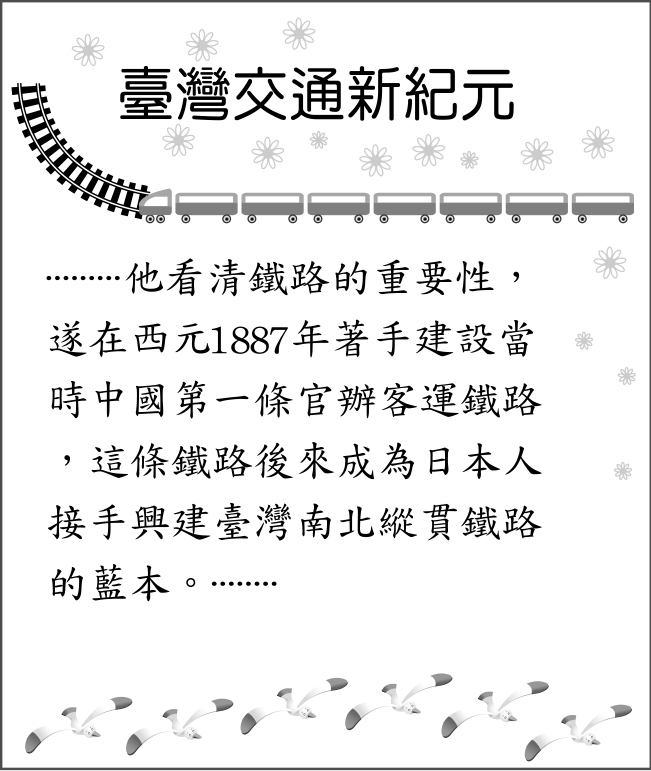 臺灣交通新紀元
………他看清鐵路的重要性，
遂在西元1887年著手建設當
時中國第一條官辦客運鐵路
，這條鐵路後來成為日本人
接手興建臺灣南北縱貫鐵路
的藍本。………